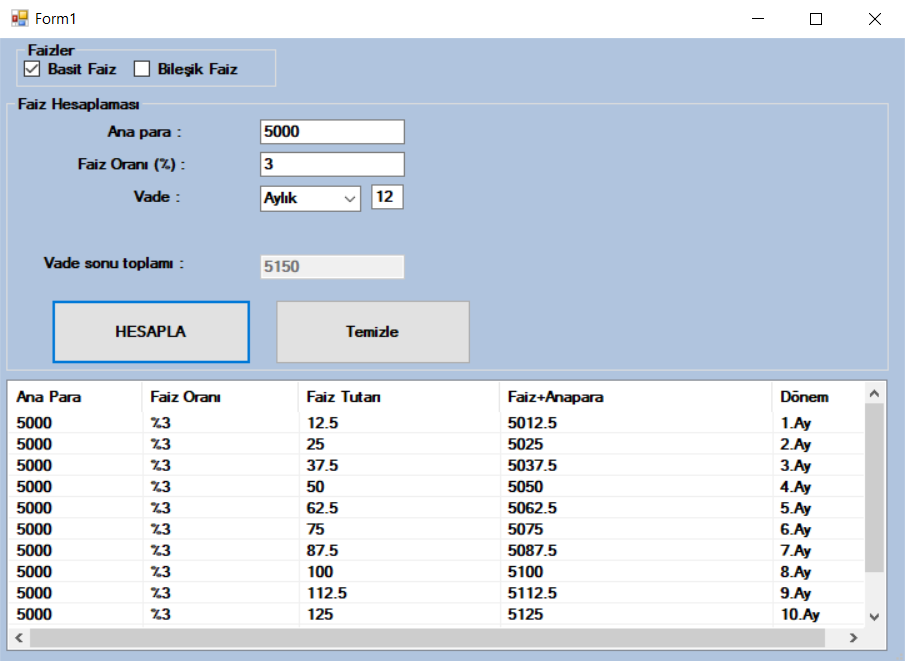 Form1
Faizler
Basit Faiz Bileşik Faiz
Faiz Hesaplaması
Ana para : 5000
Faiz Oranı (%) : 3
Vade : Aylık 12
Vade sonu toplamı : 5150
HESAPLA Temizle
Ana Para Faiz Oranı Faiz Tutarı Faiz+Anapara Dönem
5000 %3 12.5 5012.5 1.Ay
5000 %3 25 5025 2.Ay
5000 %3 37.5 5037.5 3.Ay
5000 %3 50 5050 4.Ay
5000 %3 62.5 5062.5 5.Ay
5000 %3 75 5075 6.Ay
5000 %3 87.5 5087.5 7.Ay
5000 %3 100 5100 8.Ay
5000 %3 112.5 5112.5 9.Ay
5000 %3 125 5125 10.Ay